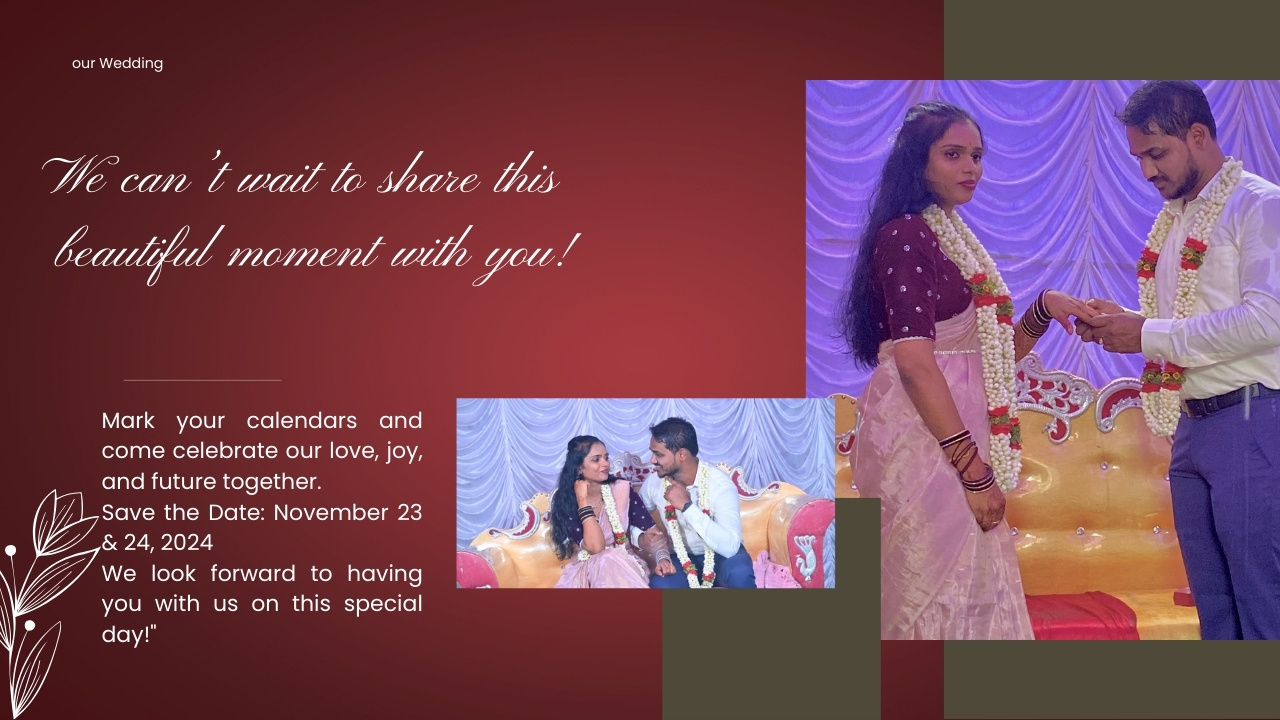 our Wedding
We can't wait to share this
beautiful moment with you!
Mark your calendars and
come celebrate our love, joy,
and future together.
Save the Date: November 23
& 24, 2024
We look forward to having
you with us on this special
day!"